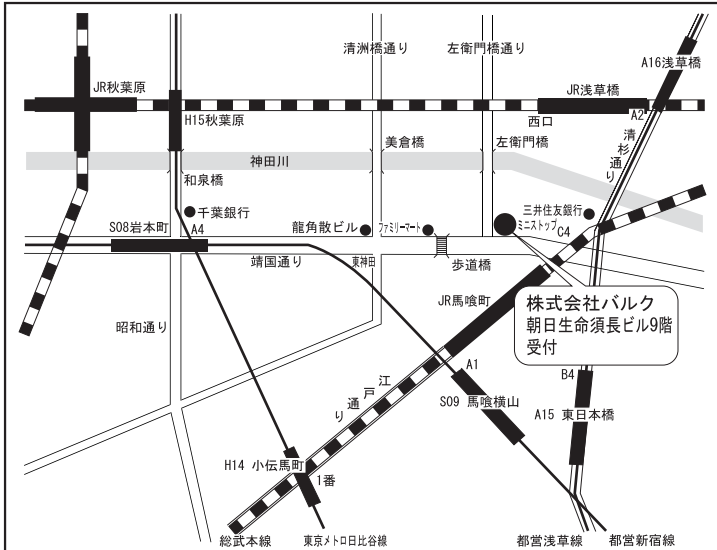 清洲橋通り
左衛門橋通り
A16浅草橋
JR秋葉原
JR浅草橋
H15秋葉原
西口
A2
清杉通り
美倉橋
左衛門橋
神田川
和泉橋
千葉銀行
三井住友銀行
S08岩本町
A4
龍角散ビル
ファミリーマート
ミニストップ
C4
靖国通り
東神田
歩道橋
JR馬喰町
株式会社バルク
朝日生命須長ビル9階
受付
昭和通り
江戸通り
A1
B4
S09 馬喰横山
A15 東日本橋
H14 小伝馬町
1番
総武本線
東京メトロ日比谷線
都営浅草線
都営新宿線